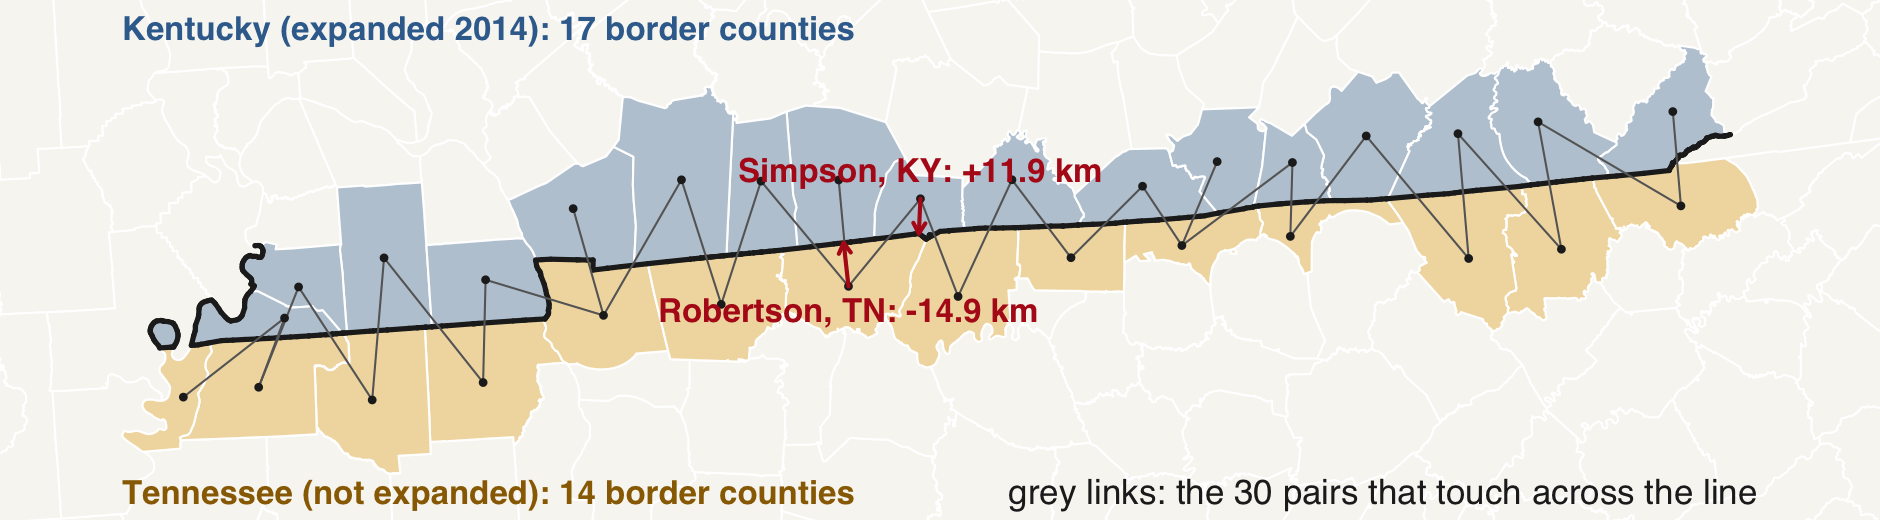 Kentucky (expanded 2014): 17 border counties
Simpson, KY: +11.9 km
Robertson, TN: -14.9 km
Tennessee (not expanded): 14 border counties
grey links: the 30 pairs that touch across the line